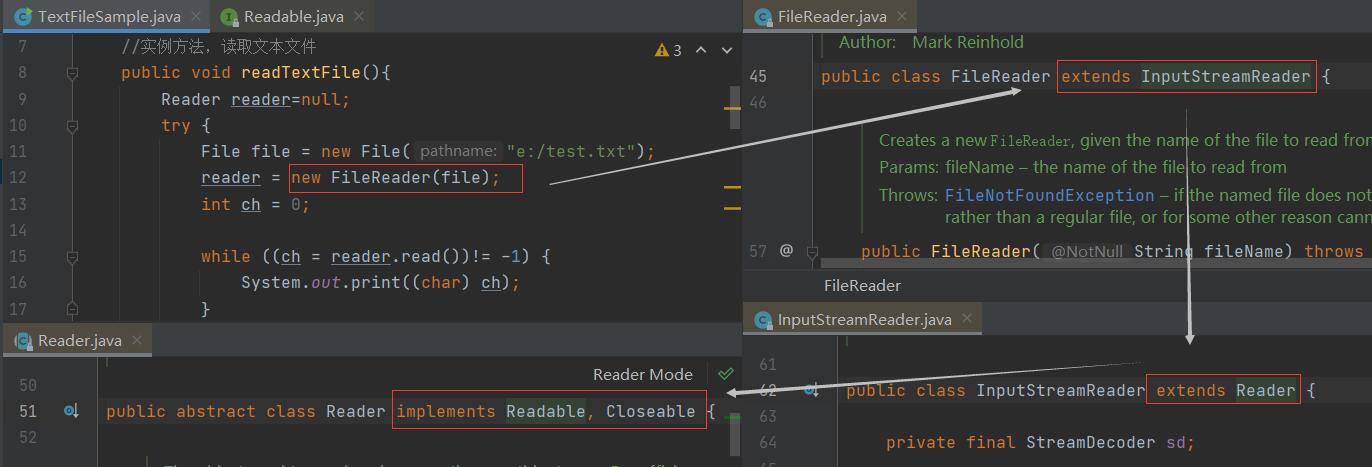 TextFileSample.java
Readable.java
7 //实例方法，读取文本文件
3
8 public void readTextFile(){
9 Reader reader=null;
10 try {
11 File file = new File( pathname: "e:/test.txt");
12 reader = new FileReader(file);
13 int ch = 0;
14
15 while ((ch = reader.read())!= -1) {
16 System.out.print((char) ch);
17 }
FileReader.java
Author: Mark Reinhold
45 public class FileReader extends InputStreamReader {
46
Creates a new FileReader, given the name of the file to read from
Params: fileName – the name of the file to read from
Throws: FileNotFoundException – if the named file does not
rather than a regular file, or for some other reason
57 @ public FileReader( @NotNull String fileName) throws
FileReader
Reader.java
Reader Mode
50
51 public abstract class Reader implements Readable, Closeable {
52
InputStreamReader.java
61
62 public class InputStreamReader extends Reader {
63
64 private final StreamDecoder sd;